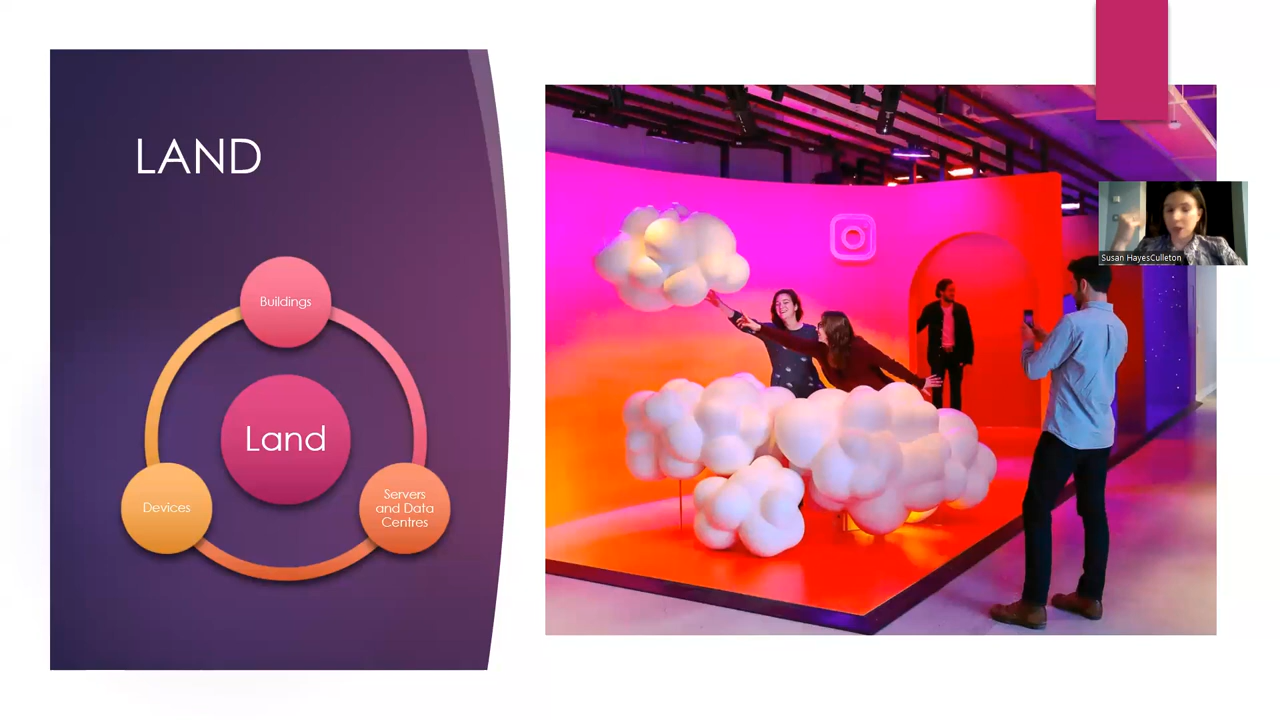 LAND
Buildings
Land
Devices
Servers
and Data
Centres
Susan HayesCulleton